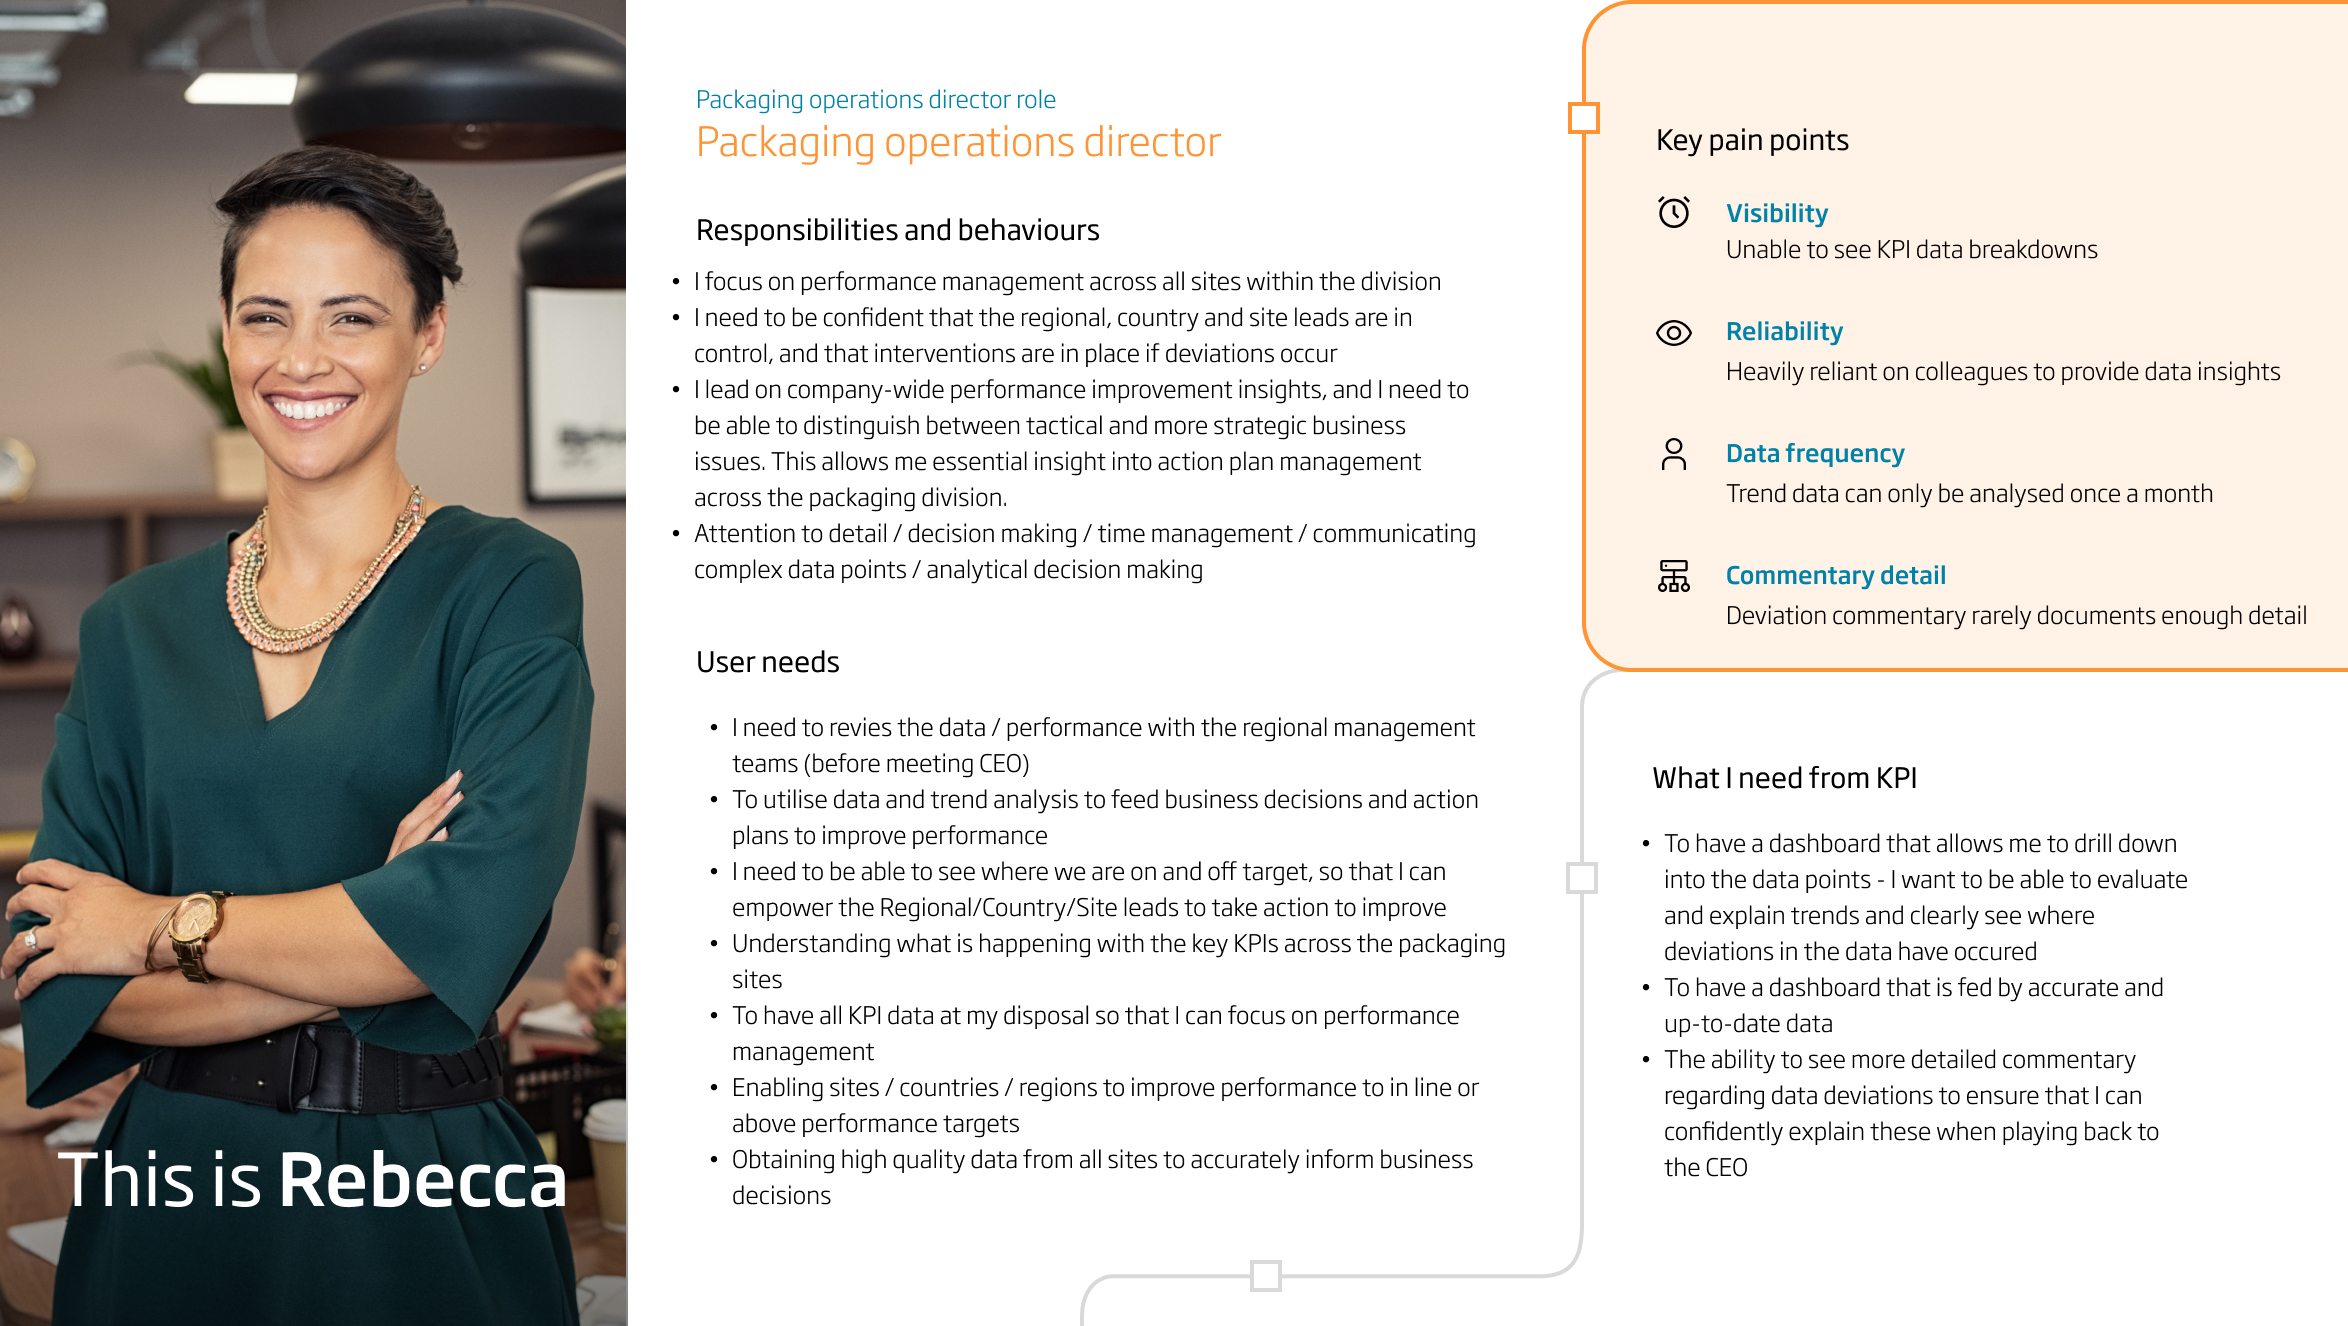 Packaging operations director role
Packaging operations director
Responsibilities and behaviours
• I focus on performance management across all sites within the division
• I need to be confident that the regional, country and site leads are in
control, and that interventions are in place if deviations occur
• I lead on company-wide performance improvement insights, and I need to
be able to distinguish between tactical and more strategic business
issues. This allows me essential insight into action plan management
across the packaging division.
• Attention to detail / decision making / time management / communicating
complex data points / analytical decision making
User needs
• I need to revies the data / performance with the regional management
teams (before meeting CEO)
• To utilise data and trend analysis to feed business decisions and action
plans to improve performance
• I need to be able to see where we are on and off target, so that I can
empower the Regional/Country/Site leads to take action to improve
• Understanding what is happening with the key KPIs across the packaging
sites
• To have all KPI data at my disposal so that I can focus on performance
management
• Enabling sites / countries / regions to improve performance to in line or
above performance targets
• Obtaining high quality data from all sites to accurately inform business
decisions
Key pain points
Visibility
Unable to see KPI data breakdowns
Reliability
Heavily reliant on colleagues to provide data insights
Data frequency
Trend data can only be analysed once a month
Commentary detail
Deviation commentary rarely documents enough detail
What I need from KPI
• To have a dashboard that allows me to drill down
into the data points - I want to be able to evaluate
and explain trends and clearly see where
deviations in the data have occured
• To have a dashboard that is fed by accurate and
up-to-date data
• The ability to see more detailed commentary
regarding data deviations to ensure that I can
confidently explain these when playing back to
the CEO
This is Rebecca